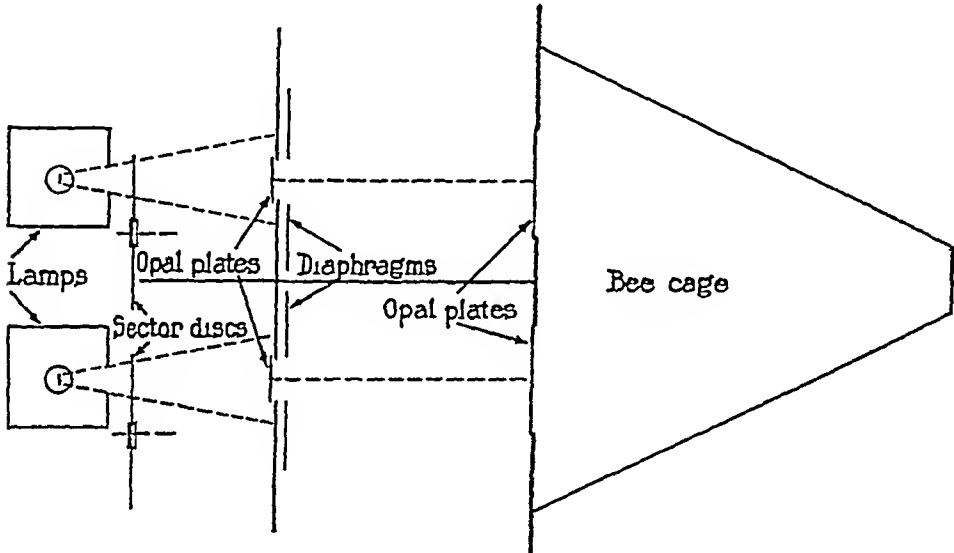 Opal plates
Diaphragms
Lamps
Bee cage
Opal plates
Sector discs